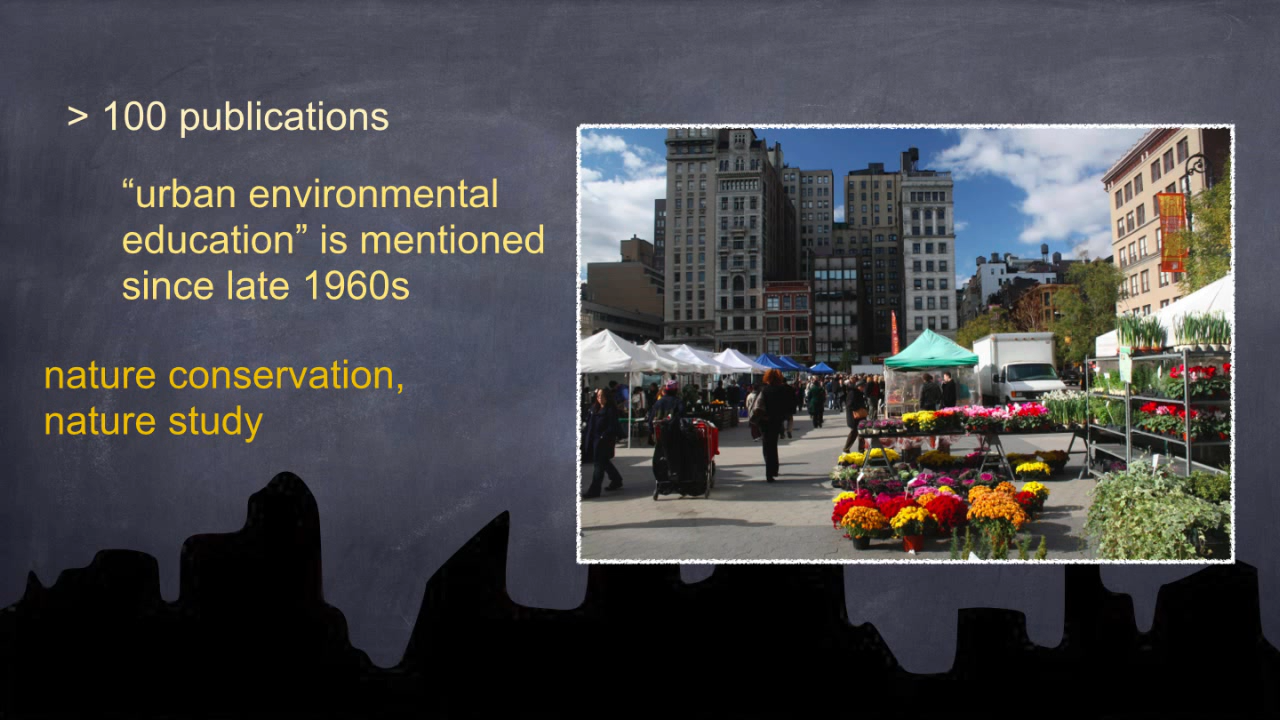 > 100 publications
“urban environmental
education” is mentioned
since late 1960s
nature conservation,
nature study